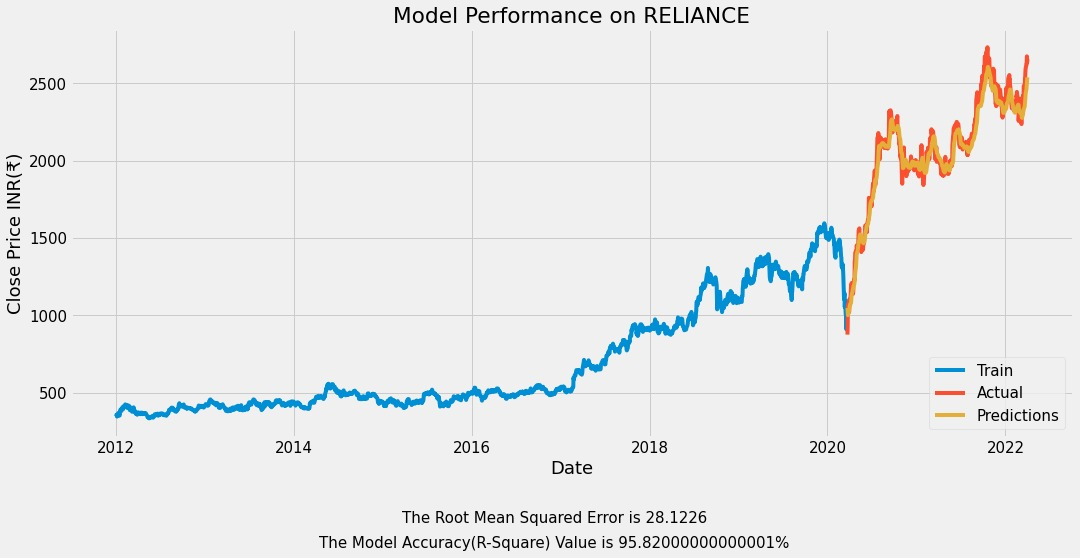 Model Performance on RELIANCE
Close Price INR(₹)
2500
2000
1500
1000
500
Train
Actual
Predictions
2012
2014
2016
2018
2020
2022
Date
The Root Mean Squared Error is 28.1226
The Model Accuracy(R-Square) Value is 95.82000000000001%